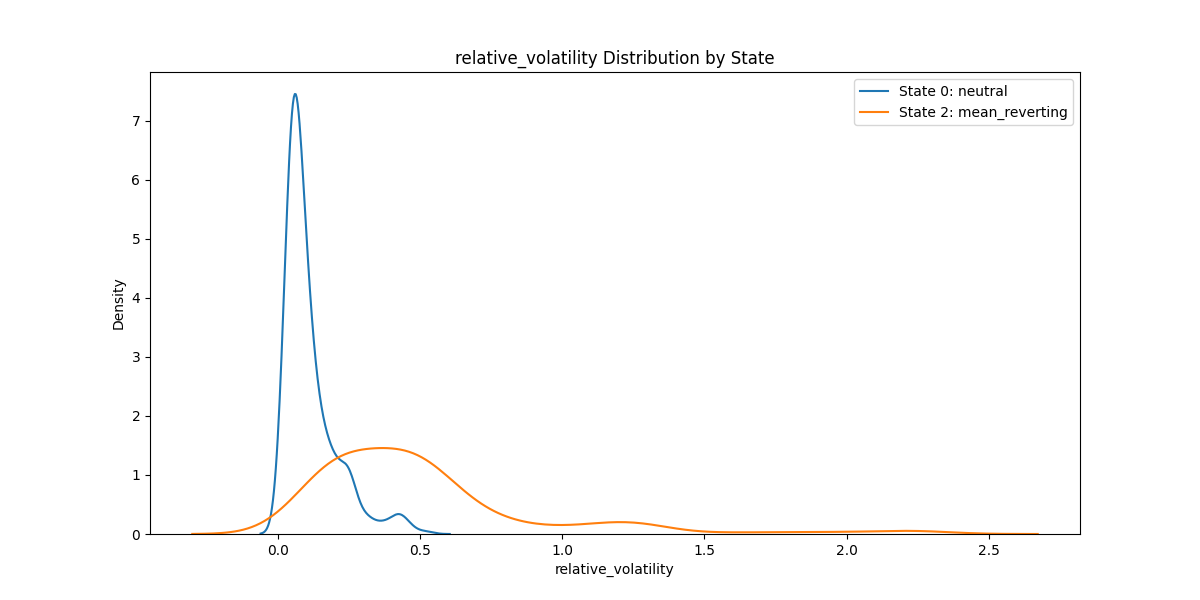 relative_volatility Distribution by State
State 0: neutral
State 2: mean_reverting
Density
7
6
5
4
3
2
1
0
0.0 0.5 1.0 1.5 2.0 2.5
relative_volatility